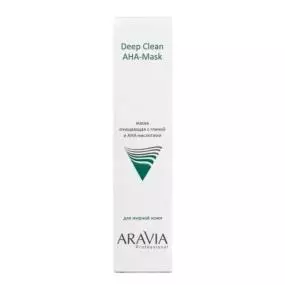 Deep Clean
AHA-Mask
маска
очищающая с глиной
и AHA-кислотами
для жирной кожи
ARAVIA
Professional